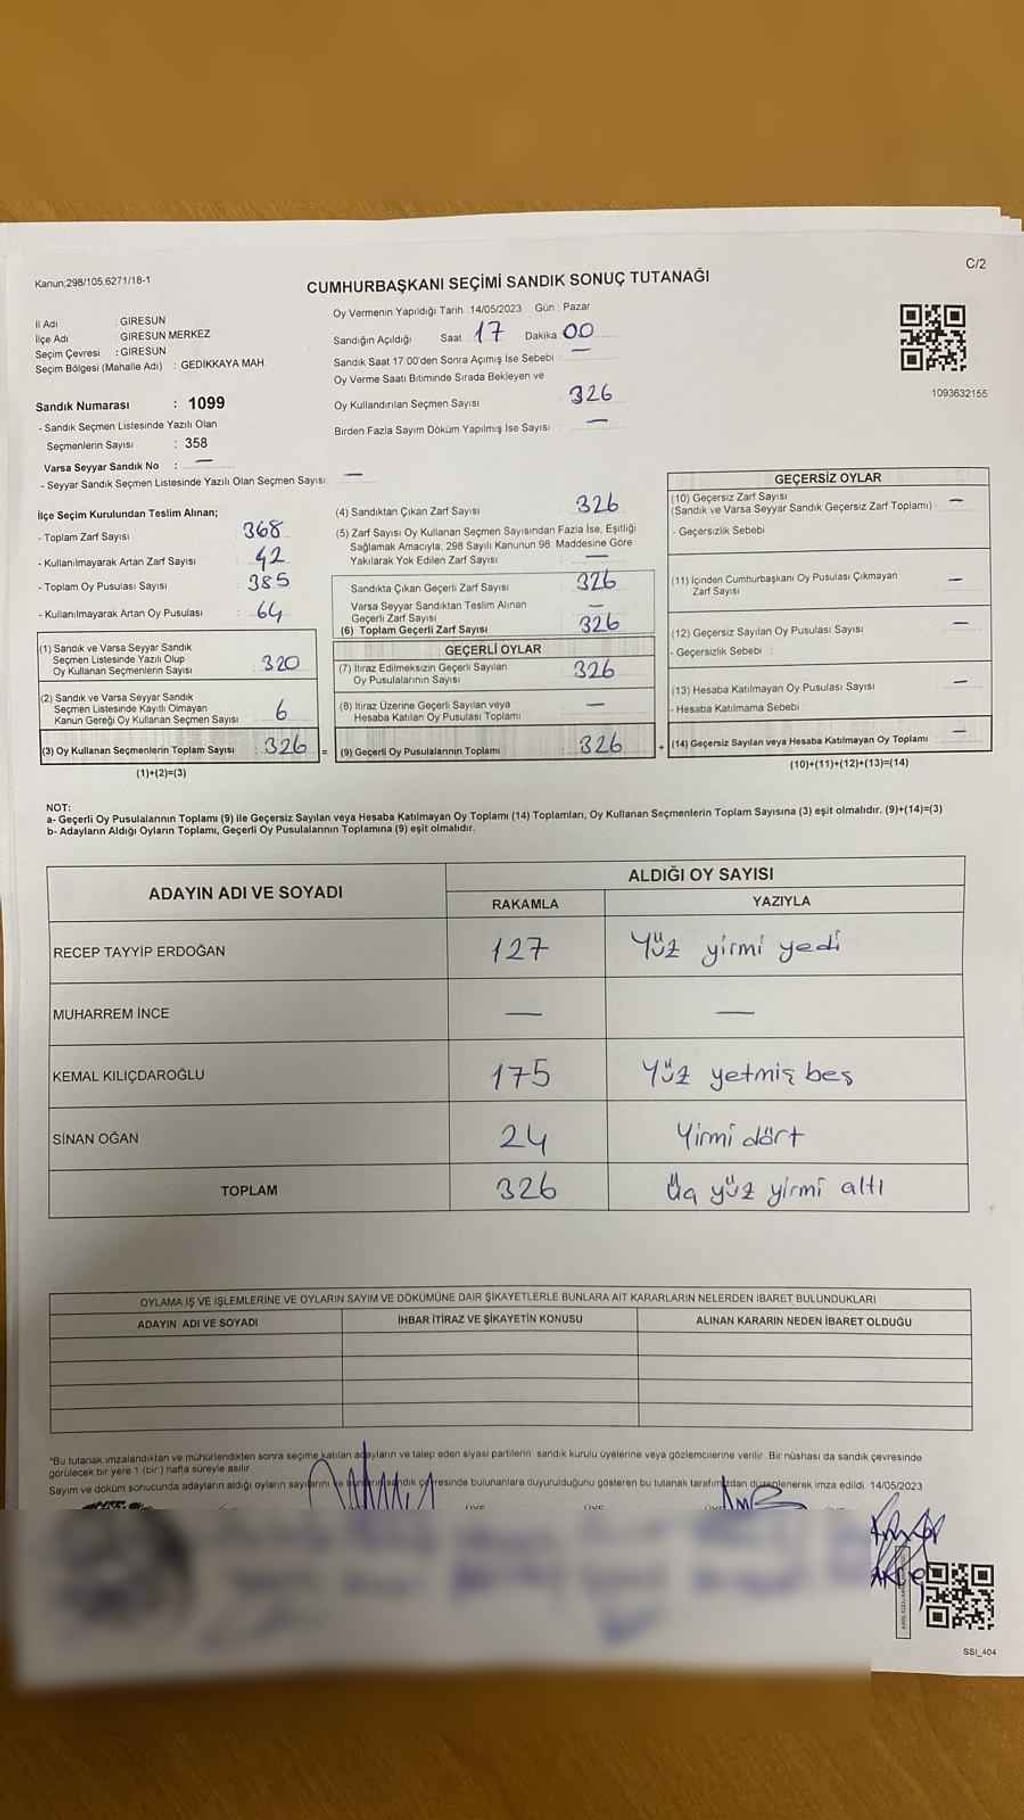 Kanun:298/105,6271/18-1
C/2
CUMHURBAŞKANI SEÇİMİ SANDIK SONUÇ TUTANAĞI
İl Adı : GİRESUN
İlçe Adı : GİRESUN MERKEZ
Seçim Çevresi : GİRESUN
Seçim Bölgesi (Mahalle Adı) : GEDİKKAYA MAH
Sandık Numarası : 1099
- Sandık Seçmen Listesinde Yazılı Olan
Seçmenlerin Sayısı : 358
Varsa Seyyar Sandık No : —
- Seyyar Sandık Seçmen Listesinde Yazılı Olan Seçmen Sayısı —
Oy Vermenin Yapıldığı Tarih 14/05/2023 Gün : Pazar
Sandığın Açıldığı Saat 17 Dakika 00
Sandık Saat 17.00'den Sonra Açımış İse Sebebi —
Oy Verme Saati Bitiminde Sırada Bekleyen ve
Oy Kullandırılan Seçmen Sayısı 326
Birden Fazla Sayım Döküm Yapılmış İse Sayısı —
1093632155
İlçe Seçim Kurulundan Teslim Alınan;
- Toplam Zarf Sayısı 368
- Kullanılmayarak Artan Zarf Sayısı 42
- Toplam Oy Pusulası Sayısı 385
- Kullanılmayarak Artan Oy Pusulası : 64
(1) Sandık ve Varsa Seyyar Sandık
Seçmen Listesinde Yazılı Olup
Oy Kullanan Seçmenlerin Sayısı 320
(2) Sandık ve Varsa Seyyar Sandık
Seçmen Listesinde Kayıtlı Olmayan
Kanun Gereği Oy Kullanan Seçmen Sayısı 6
(3) Oy Kullanan Seçmenlerin Toplam Sayısı : 326 =
(1)+(2)=(3)
(4) Sandıktan Çıkan Zarf Sayısı 326
(5) Zarf Sayısı Oy Kullanan Seçmen Sayısından Fazla İse, Eşitliği
Sağlamak Amacıyla, 298 Sayılı Kanunun 98. Maddesine Göre
Yakılarak Yok Edilen Zarf Sayısı —
Sandıkta Çıkan Geçerli Zarf Sayısı 326
Varsa Seyyar Sandıktan Teslim Alınan
Geçerli Zarf Sayısı —
(6) Toplam Geçerli Zarf Sayısı 326
GEÇERLİ OYLAR
(7) İtiraz Edilmeksizin Geçerli Sayılan
Oy Pusulalarının Sayısı 326
(8) İtiraz Üzerine Geçerli Sayılan veya
Hesaba Katılan Oy Pusulası Toplamı —
(9) Geçerli Oy Pusulalarının Toplamı 326 +
GEÇERSİZ OYLAR
(10) Geçersiz Zarf Sayısı
(Sandık ve Varsa Seyyar Sandık Geçersiz Zarf Toplamı) —
- Geçersizlik Sebebi
(11) İçinden Cumhurbaşkanı Oy Pusulası Çıkmayan
Zarf Sayısı —
(12) Geçersiz Sayılan Oy Pusulası Sayısı —
- Geçersizlik Sebebi :
(13) Hesaba Katılmayan Oy Pusulası Sayısı —
- Hesaba Katılmama Sebebi
(14) Geçersiz Sayılan veya Hesaba Katılmayan Oy Toplamı —
(10)+(11)+(12)+(13)=(14)
NOT:
a- Geçerli Oy Pusulalarının Toplamı (9) ile Geçersiz Sayılan veya Hesaba Katılmayan Oy Toplamı (14) Toplamları, Oy Kullanan Seçmenlerin Toplam Sayısına (3) eşit olmalıdır. (9)+(14)=(3)
b- Adayların Aldığı Oyların Toplamı, Geçerli Oy Pusulalarının Toplamına (9) eşit olmalıdır.
ADAYIN ADI VE SOYADI
ALDIĞI OY SAYISI
RAKAMLA YAZIYLA
RECEP TAYYİP ERDOĞAN 127 Yüz yirmi yedi
MUHARREM İNCE — —
KEMAL KILIÇDAROĞLU 175 Yüz yetmiş beş
SİNAN OĞAN 24 Yirmi dört
TOPLAM 326 Üç yüz yirmi altı
OYLAMA İŞ VE İŞLEMLERİNE VE OYLARIN SAYIM VE DÖKÜMÜNE DAİR ŞİKAYETLERLE BUNLARA AİT KARARLARIN NELERDEN İBARET BULUNDUKLARI
ADAYIN ADI VE SOYADI İHBAR İTİRAZ VE ŞİKAYETİN KONUSU ALINAN KARARIN NEDEN İBARET OLDUĞU
"Bu tutanak imzalandıktan ve mühürlendikten sonra seçime katılan adayların ve talep eden siyasi partilerin sandık kurulu üyelerine veya gözlemcilerine verilir. Bir nüshası da sandık çevresinde
görülecek bir yere 1 (bir) hafta süreyle asılır.
Sayım ve döküm sonucunda adayların aldığı oyların sayılarını ve sandık çevresinde bulunanlara duyurulduğunu gösteren bu tutanak tarafımızdan düzenlenerek imza edildi. 14/05/2023
SSİ_404